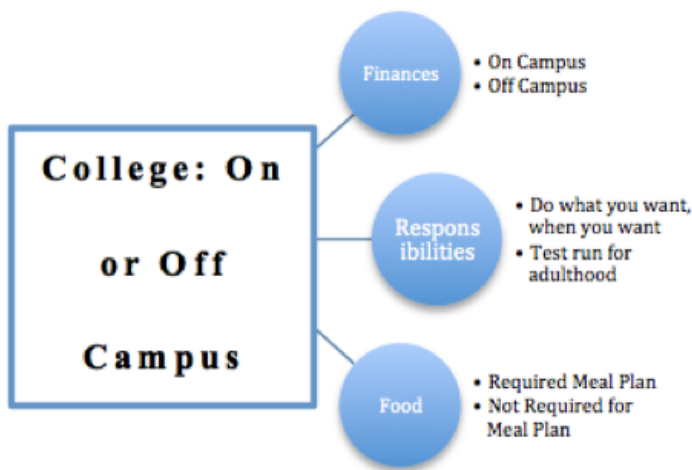 College: On
or Off
Campus
Finances
• On Campus
• Off Campus
Respons
ibilities
• Do what you want,
when you want
• Test run for
adulthood
Food
• Required Meal Plan
• Not Required for
Meal Plan